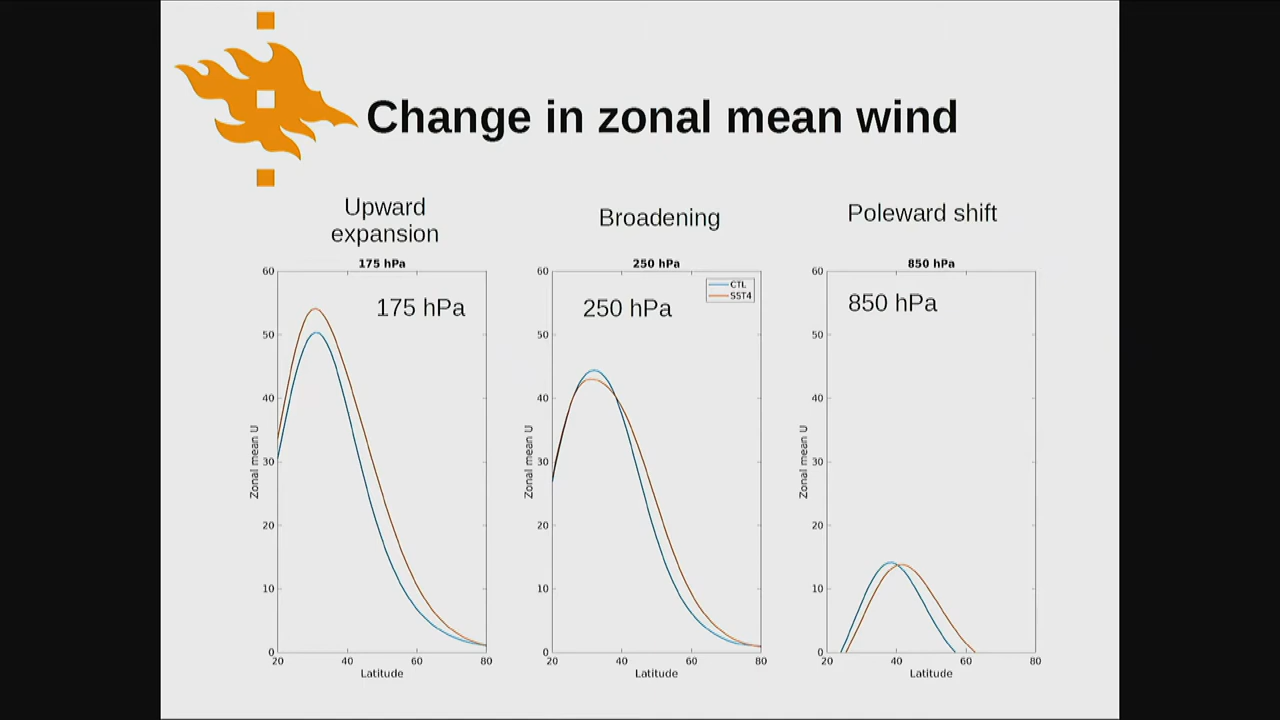 Change in zonal mean wind
Upward
expansion
Broadening
Poleward shift
175 hPa
175 hPa
60
50
40
30
20
10
0
20 40 60 80
Zonal mean U
Latitude
250 hPa
CTL
SST4
250 hPa
60
50
40
30
20
10
0
20 40 60 80
Zonal mean U
Latitude
850 hPa
850 hPa
60
50
40
30
20
10
0
20 40 60 80
Zonal mean U
Latitude